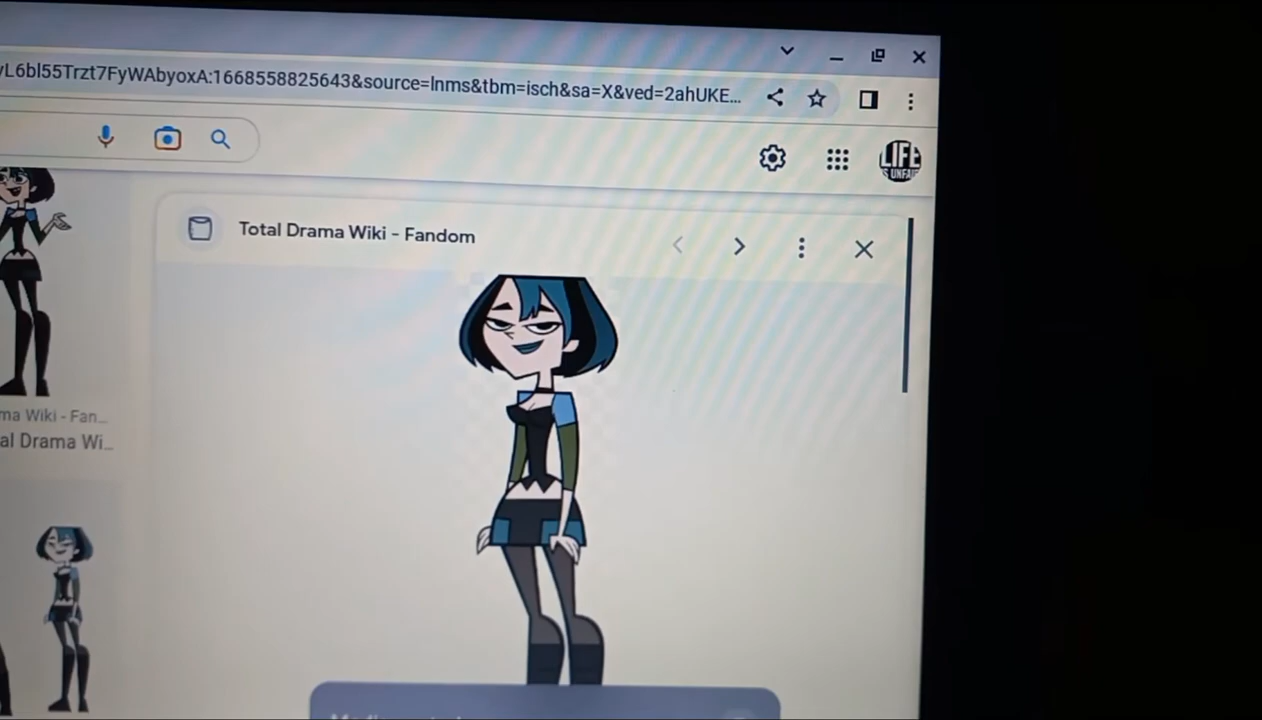 yL6bl55Trzt7FyWAbyoxA:1668558825643&source=lnms&tbm=isch&sa=X&ved=2ahUKE...
LIFE
Total Drama Wiki - Fandom
ma Wiki - Fan...
al Drama Wi...